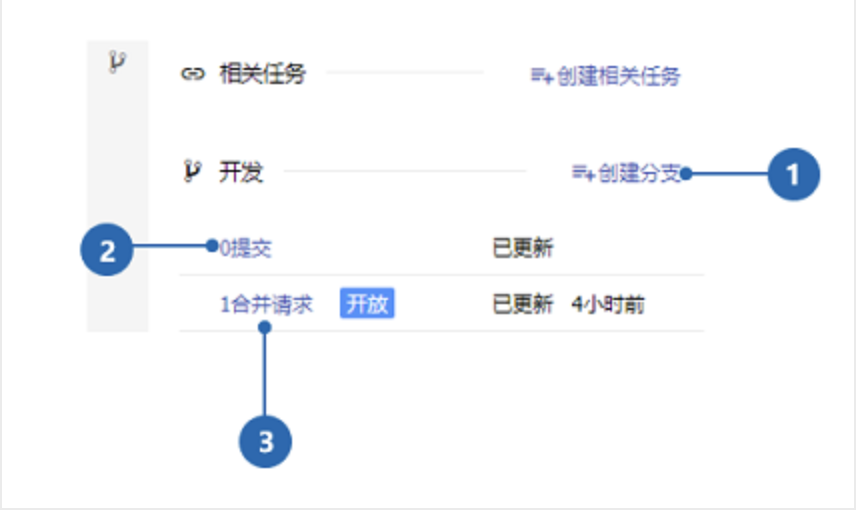 相关任务 创建相关任务
开发 创建分支 1
2 0提交 已更新
1合并请求 开放 已更新 4小时前
3